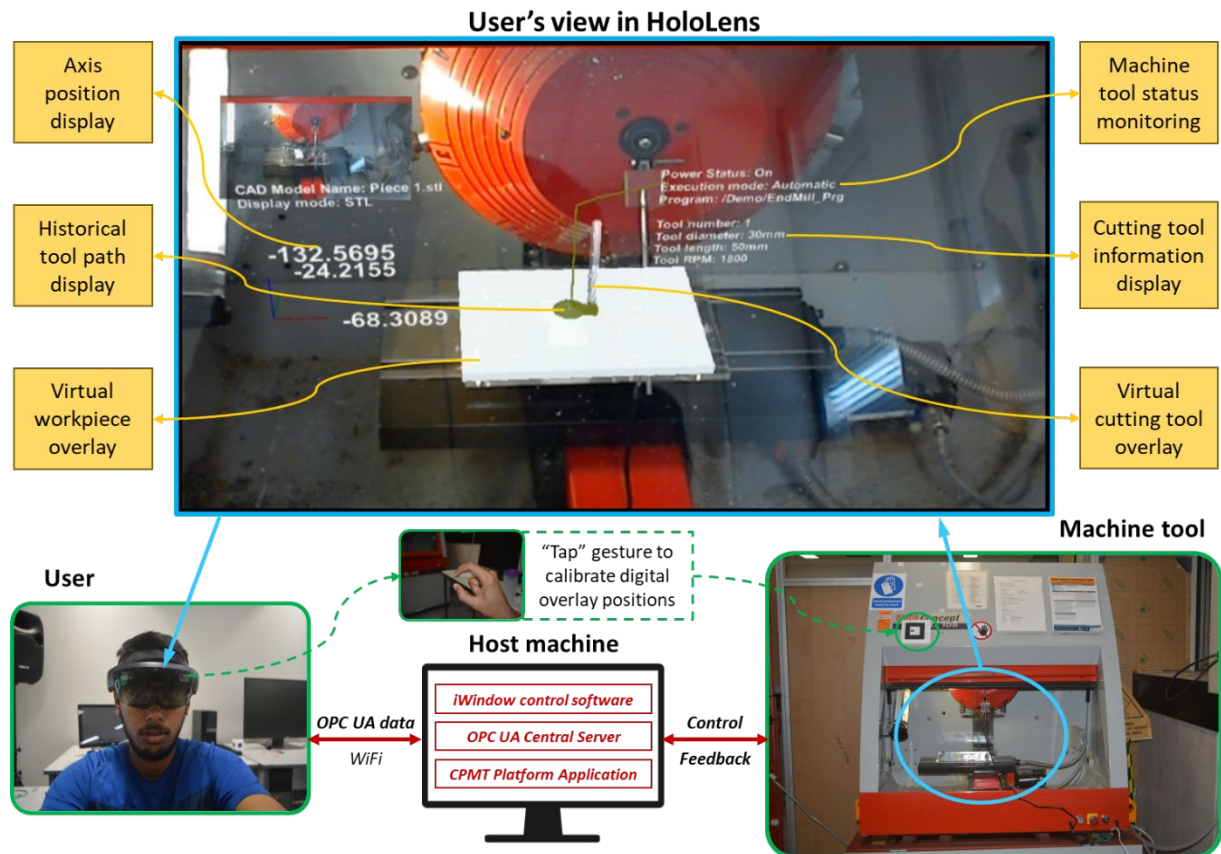 User's view in HoloLens
Axis
position
display
Historical
tool path
display
Virtual
workpiece
overlay
CAD Model Name: Piece 1.stl
Display mode: STL
-132.5695
-24.2155
-68.3089
Power Status: On
Execution mode: Automatic
Program: /Demo/EndMill_Prg
Tool number: 1
Tool diameter: 30mm
Tool length: 50mm
Tool RPM: 1800
Machine
tool status
monitoring
Cutting tool
information
display
Virtual
cutting tool
overlay
User
"Tap" gesture to
calibrate digital
overlay positions
Machine tool
Host machine
iWindow control software
OPC UA Central Server
CPMT Platform Application
OPC UA data
WiFi
Control
Feedback
Concept
105